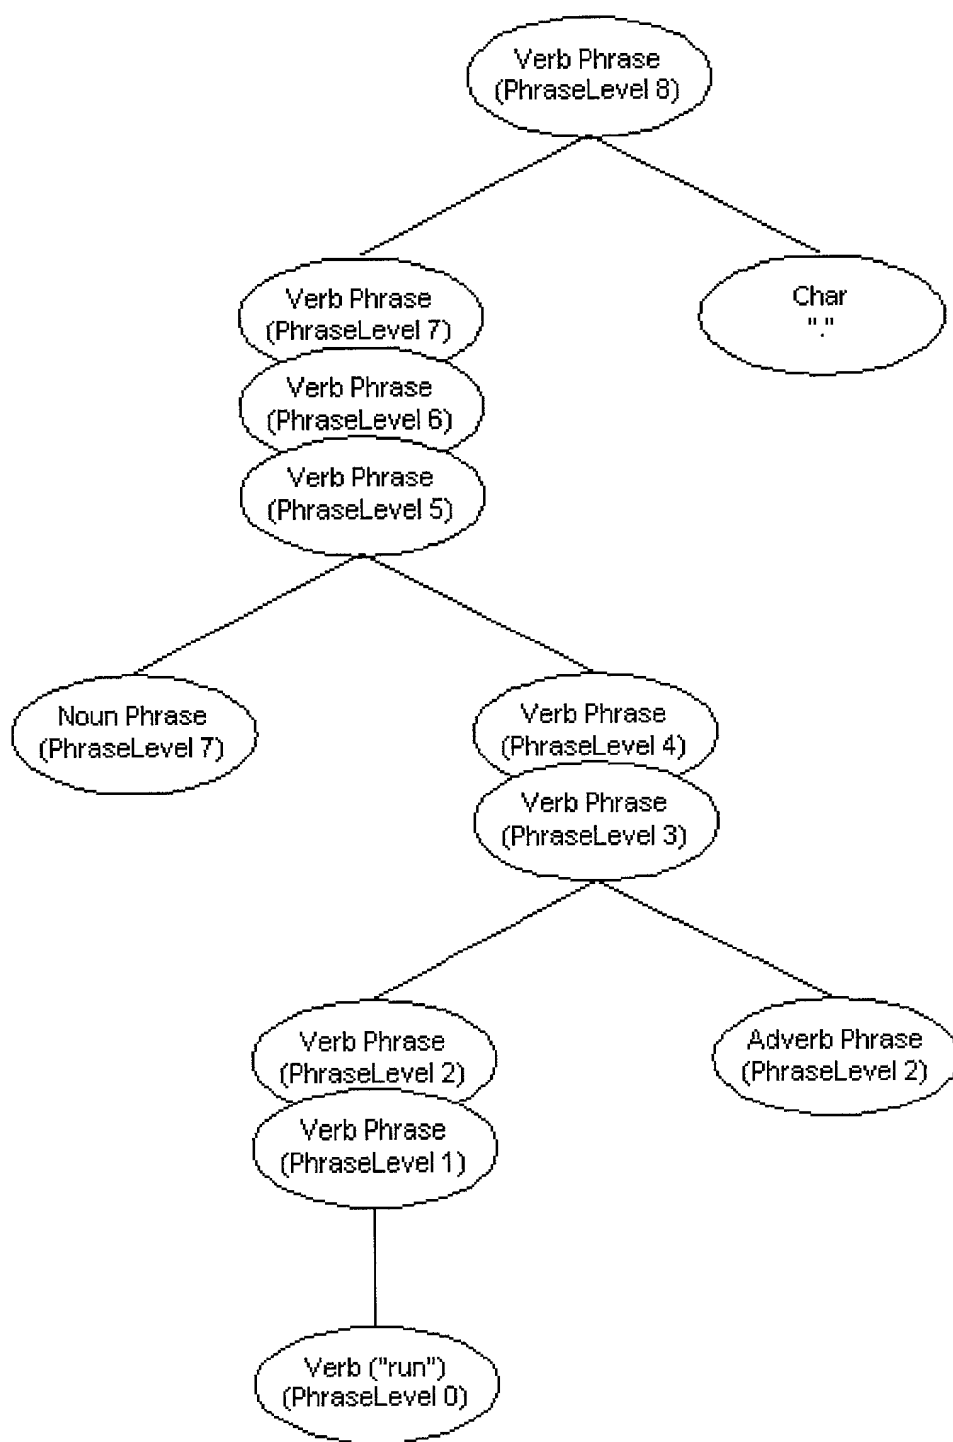 Verb Phrase
(PhraseLevel 8)
Verb Phrase
(PhraseLevel 7)
Char
"."
Verb Phrase
(PhraseLevel 6)
Verb Phrase
(PhraseLevel 5)
Noun Phrase
(PhraseLevel 7)
Verb Phrase
(PhraseLevel 4)
Verb Phrase
(PhraseLevel 3)
Verb Phrase
(PhraseLevel 2)
Adverb Phrase
(PhraseLevel 2)
Verb Phrase
(PhraseLevel 1)
Verb ("run")
(PhraseLevel 0)